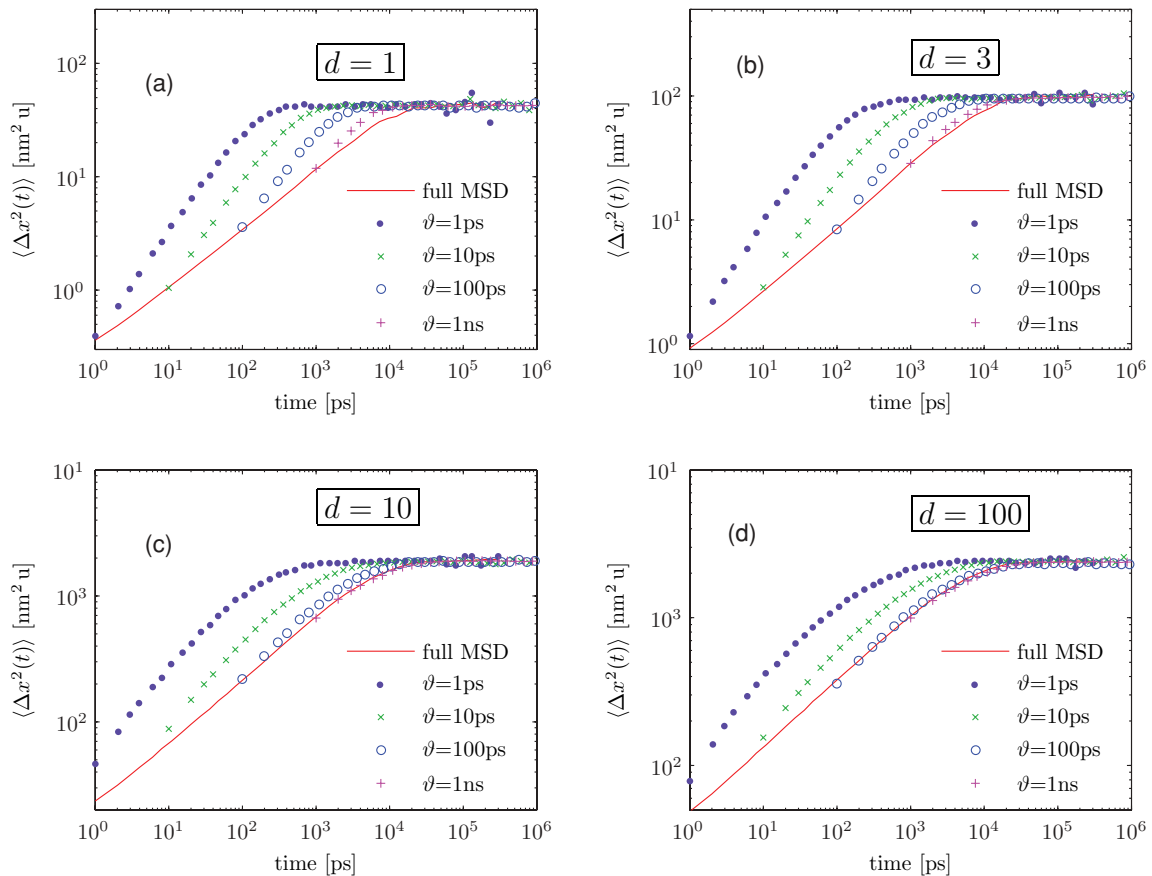 (a)
d = 1
⟨Δx²(t)⟩ [nm² u]
10²
10¹
10⁰
full MSD
ϑ=1ps
ϑ=10ps
ϑ=100ps
ϑ=1ns
10⁰ 10¹ 10² 10³ 10⁴ 10⁵ 10⁶
time [ps]
(b)
d = 3
⟨Δx²(t)⟩ [nm² u]
10²
10¹
10⁰
full MSD
ϑ=1ps
ϑ=10ps
ϑ=100ps
ϑ=1ns
10⁰ 10¹ 10² 10³ 10⁴ 10⁵ 10⁶
time [ps]
(c)
d = 10
⟨Δx²(t)⟩ [nm² u]
10¹
10³
10²
full MSD
ϑ=1ps
ϑ=10ps
ϑ=100ps
ϑ=1ns
10⁰ 10¹ 10² 10³ 10⁴ 10⁵ 10⁶
time [ps]
(d)
d = 100
⟨Δx²(t)⟩ [nm² u]
10¹
10³
10²
full MSD
ϑ=1ps
ϑ=10ps
ϑ=100ps
ϑ=1ns
10⁰ 10¹ 10² 10³ 10⁴ 10⁵ 10⁶
time [ps]